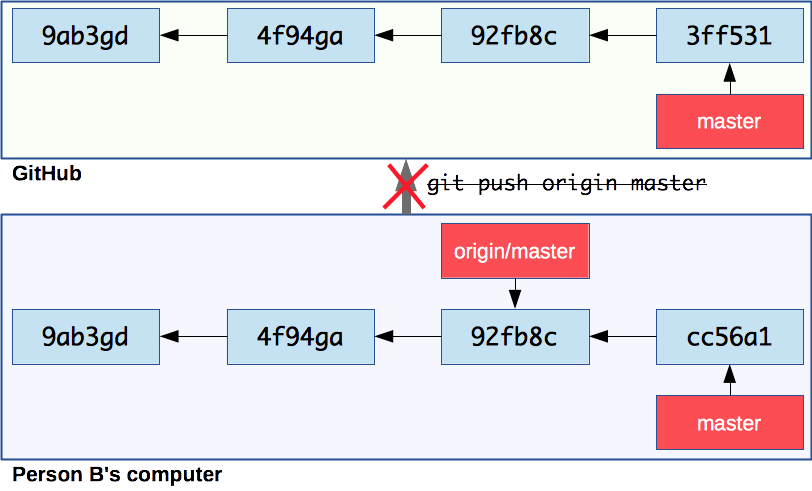 9ab3gd 4f94ga 92fb8c 3ff531
master
GitHub
git push origin master
origin/master
9ab3gd 4f94ga 92fb8c cc56a1
master
Person B's computer